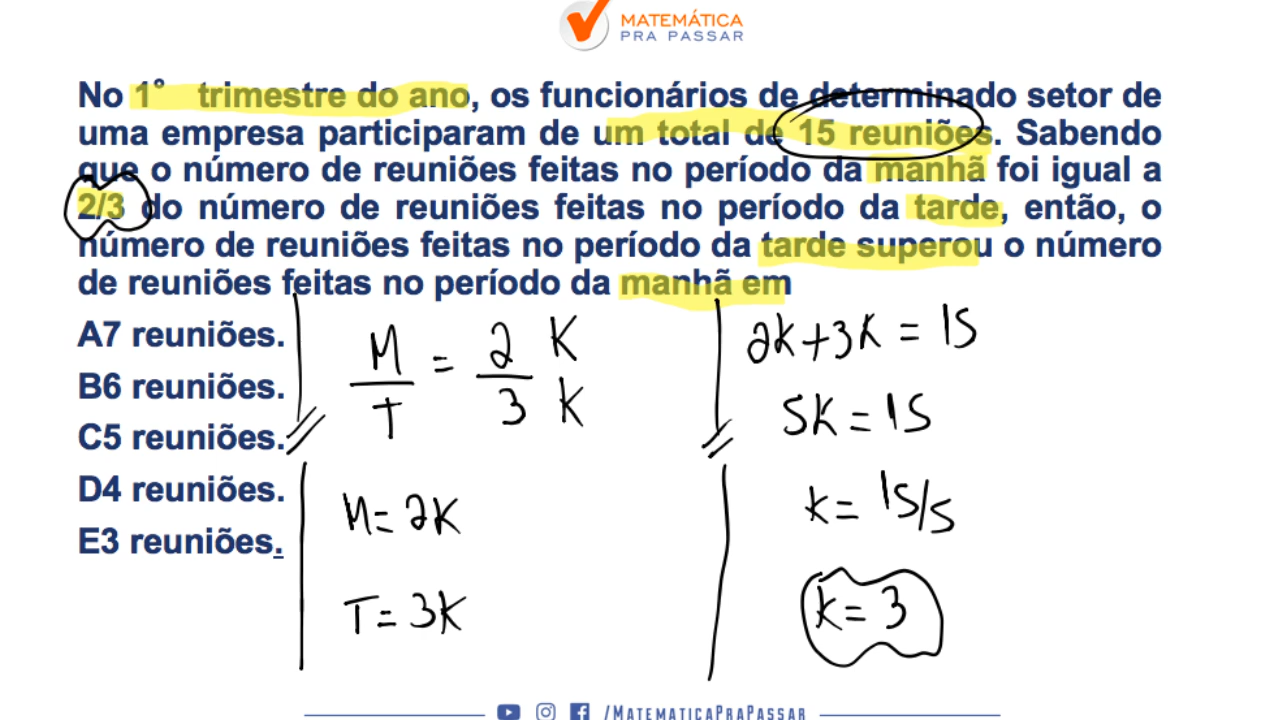 MATEMÁTICA
PRA PASSAR
No 1° trimestre do ano, os funcionários de determinado setor de
uma empresa participaram de um total de 15 reuniões. Sabendo
que o número de reuniões feitas no período da manhã foi igual a
2/3 do número de reuniões feitas no período da tarde, então, o
número de reuniões feitas no período da tarde superou o número
de reuniões feitas no período da manhã em
A7 reuniões.
B6 reuniões.
C5 reuniões.
D4 reuniões.
E3 reuniões.
M/T = 2K/3K
M=2K
T=3K
2K+3K=15
5K=15
K=15/5
K=3
/MATEMATICAPRAPASSAR